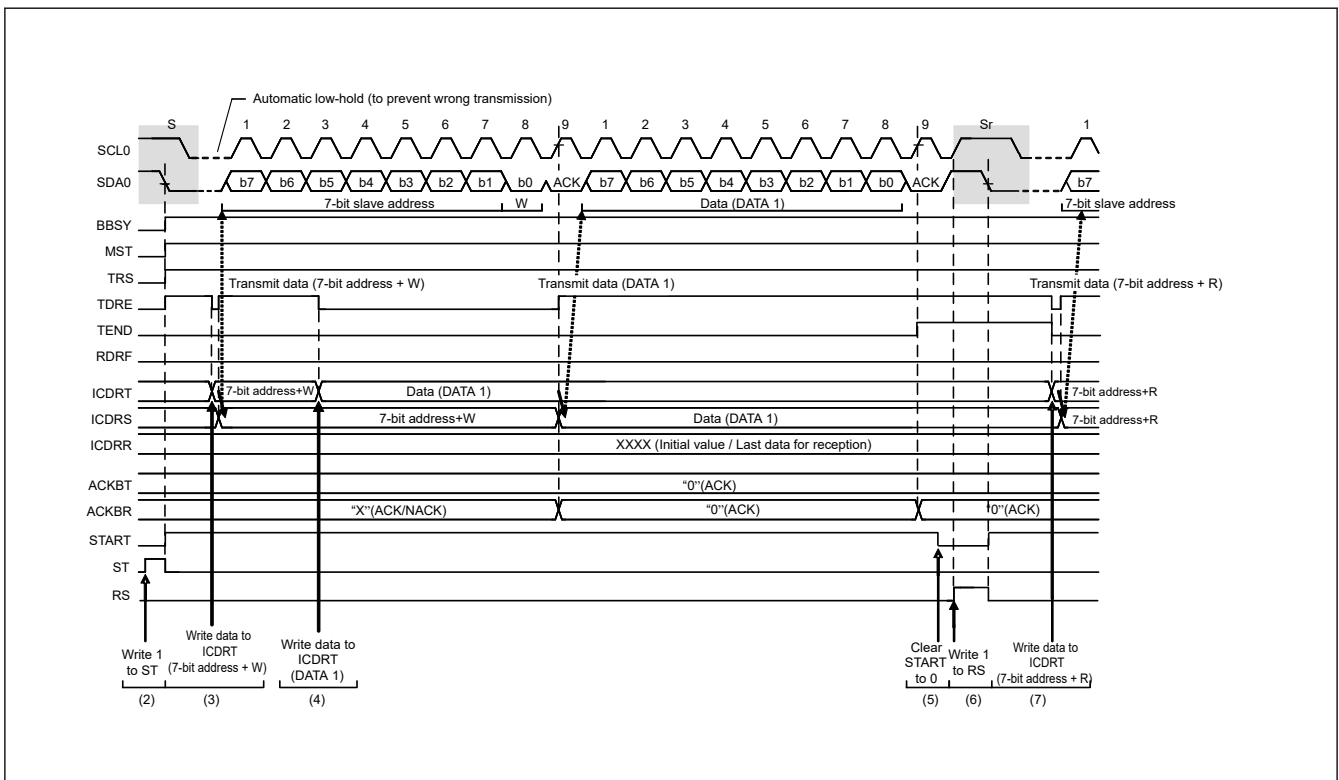 Automatic low-hold (to prevent wrong transmission)
S 1 2 3 4 5 6 7 8 9 1 2 3 4 5 6 7 8 9 Sr 1
SCL0
SDA0 b7 b6 b5 b4 b3 b2 b1 b0 ACK b7 b6 b5 b4 b3 b2 b1 b0 ACK b7
7-bit slave address W Data (DATA 1) 7-bit slave address
BBSY
MST
TRS
Transmit data (7-bit address + W) Transmit data (DATA 1) Transmit data (7-bit address + R)
TDRE
TEND
RDRF
ICDRT 7-bit address+W Data (DATA 1) 7-bit address+R
ICDRS 7-bit address+W Data (DATA 1) 7-bit address+R
ICDRR XXXX (Initial value / Last data for reception)
ACKBT "0"(ACK)
ACKBR "X"(ACK/NACK) "0"(ACK) "0"(ACK)
START
ST
RS
Write 1
to ST
Write data to
ICDRT
(7-bit address + W)
Write data to
ICDRT
(DATA 1)
Clear
START
to 0
Write 1
to RS
Write data to
ICDRT
(7-bit address + R)
(2) (3) (4) (5) (6) (7)